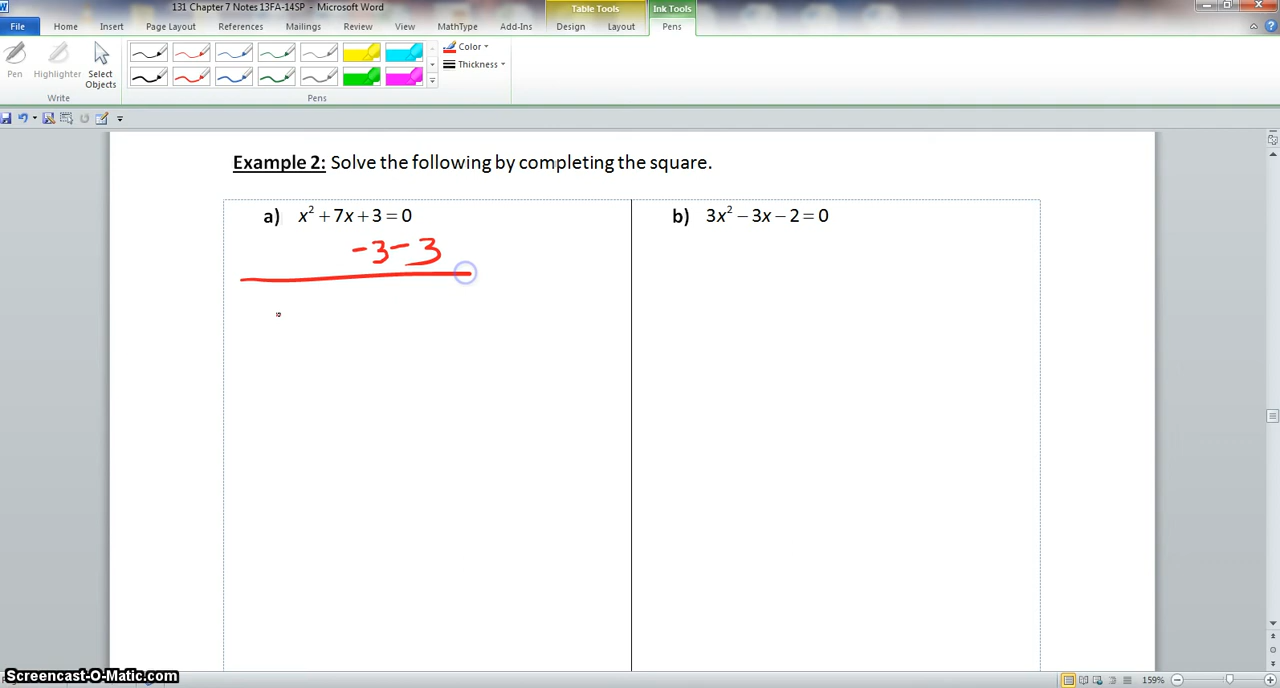 131 Chapter 7 Notes 13FA-14SP - Microsoft Word
Table Tools
Ink Tools
File Home Insert Page Layout References Mailings Review View MathType Add-Ins Design Layout Pens
Pen Highlighter Select Objects
Color
Thickness
Write
Pens
Example 2: Solve the following by completing the square.
a) x² + 7x + 3 = 0
b) 3x² − 3x − 2 = 0
-3 - 3
159%
Screencast-O-Matic.com